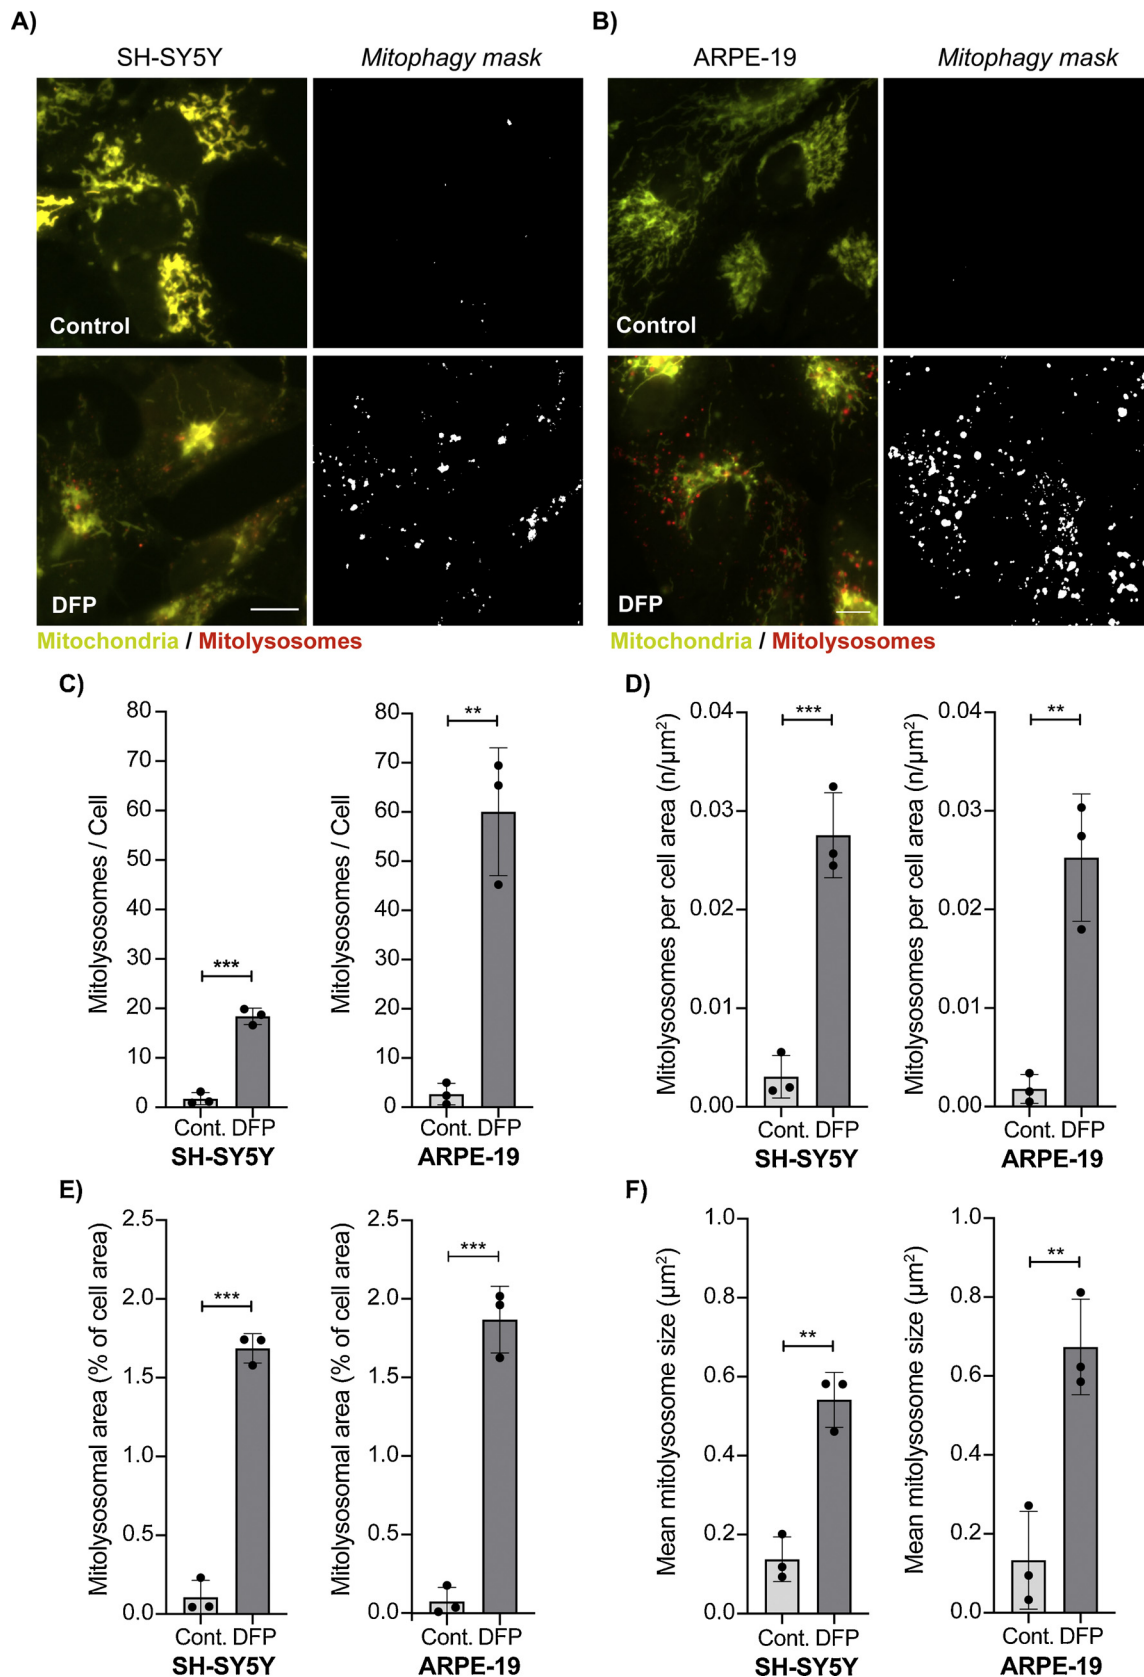 A)
SH-SY5Y
Mitophagy mask
Control
DFP
Mitochondria / Mitolysosomes
B)
ARPE-19
Mitophagy mask
Control
DFP
Mitochondria / Mitolysosomes
C)
Mitolysosomes / Cell
80
70
60
50
40
30
20
10
0
***
Cont. DFP
SH-SY5Y
Mitolysosomes / Cell
80
70
60
50
40
30
20
10
0
**
Cont. DFP
ARPE-19
D)
Mitolysosomes per cell area (n/µm²)
0.04
0.03
0.02
0.01
0.00
***
Cont. DFP
SH-SY5Y
Mitolysosomes per cell area (n/µm²)
0.04
0.03
0.02
0.01
0.00
**
Cont. DFP
ARPE-19
E)
Mitolysosomal area (% of cell area)
2.5
2.0
1.5
1.0
0.5
0.0
***
Cont. DFP
SH-SY5Y
Mitolysosomal area (% of cell area)
2.5
2.0
1.5
1.0
0.5
0.0
***
Cont. DFP
ARPE-19
F)
Mean mitolysosome size (µm²)
1.0
0.8
0.6
0.4
0.2
0.0
**
Cont. DFP
SH-SY5Y
Mean mitolysosome size (µm²)
1.0
0.8
0.6
0.4
0.2
0.0
**
Cont. DFP
ARPE-19